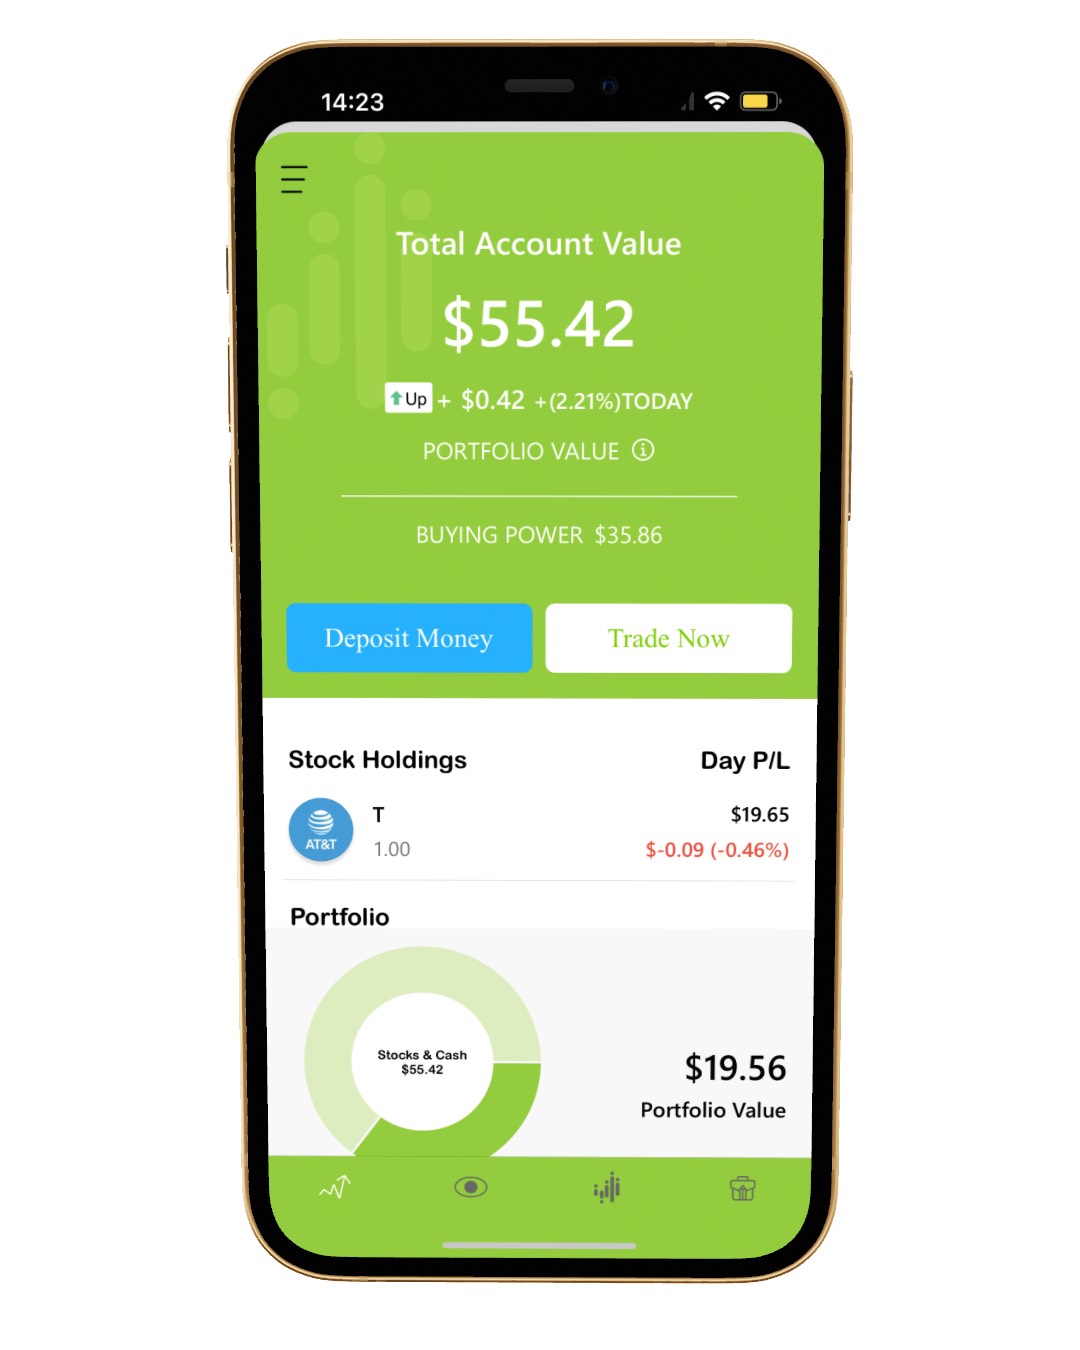 14:23
Total Account Value
$55.42
Up + $0.42 +(2.21%)TODAY
PORTFOLIO VALUE
BUYING POWER $35.86
Deposit Money Trade Now
Stock Holdings Day P/L
T $19.65
AT&T
1.00 $-0.09 (-0.46%)
Portfolio
Stocks & Cash
$55.42
$19.56
Portfolio Value